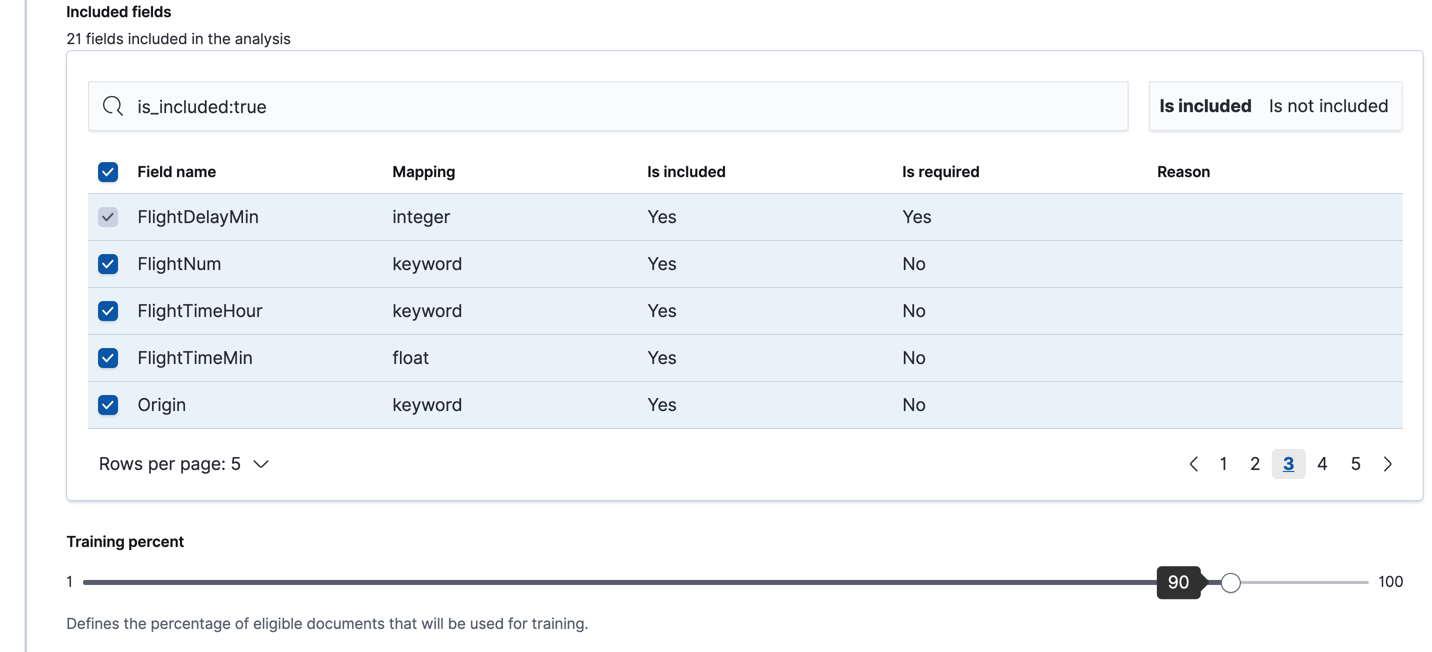 Included fields
21 fields included in the analysis
is_included:true
Is included Is not included
Field name Mapping Is included Is required Reason
FlightDelayMin integer Yes Yes
FlightNum keyword Yes No
FlightTimeHour keyword Yes No
FlightTimeMin float Yes No
Origin keyword Yes No
Rows per page: 5 1 2 3 4 5
Training percent
1 90 100
Defines the percentage of eligible documents that will be used for training.